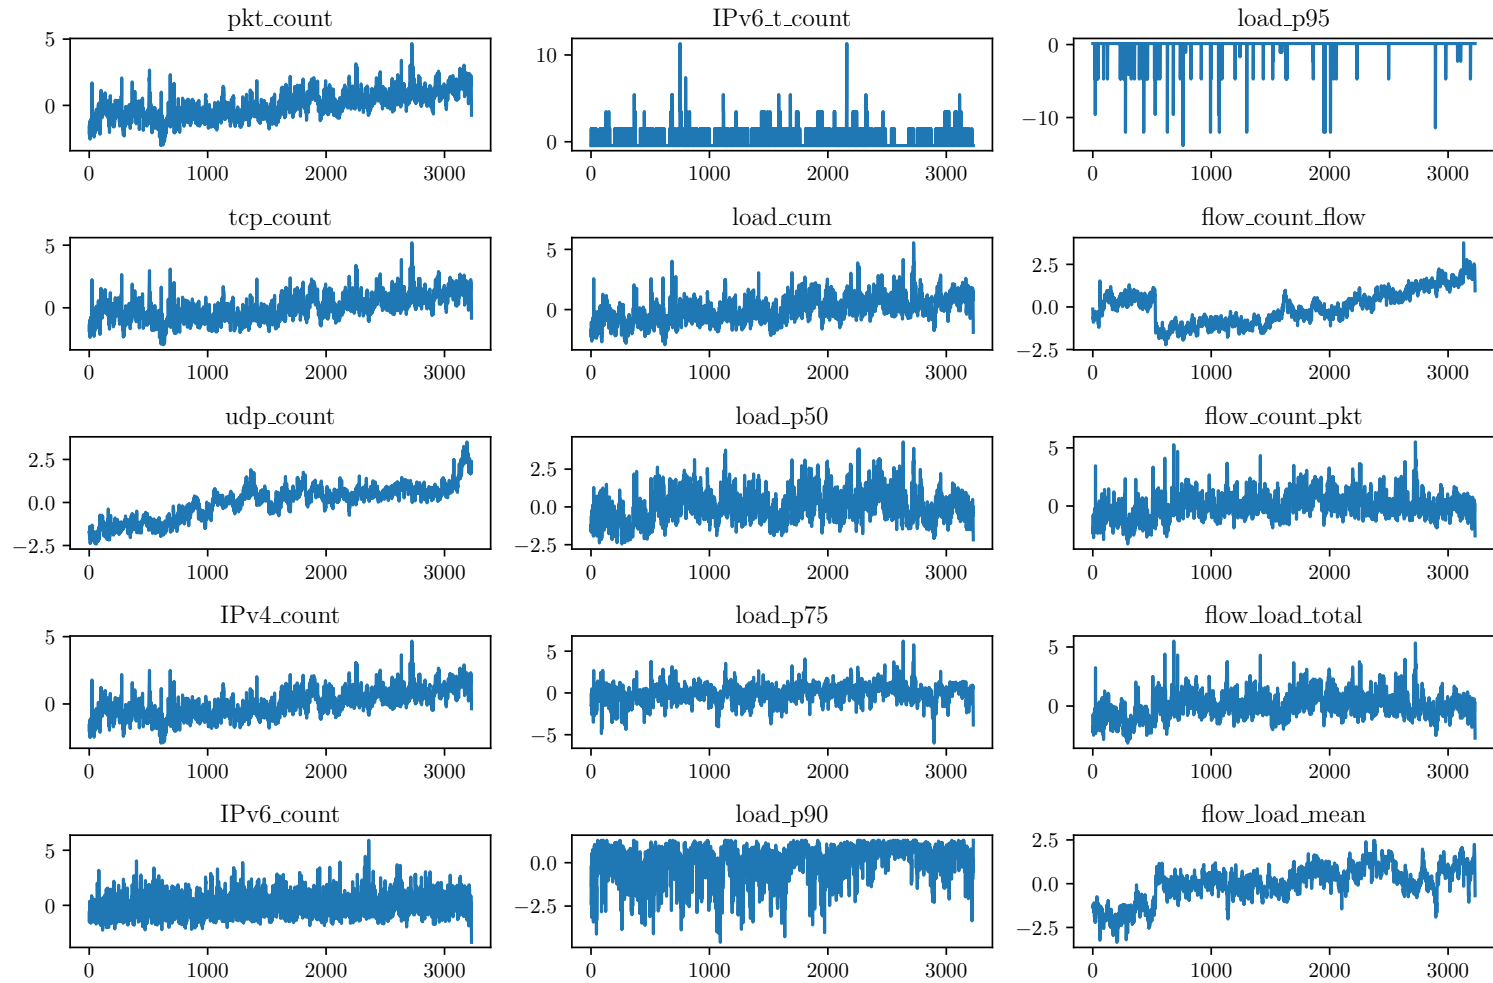 pkt_count IPv6_t_count load_p95
5
0
0 1000 2000 3000
10
0
0 1000 2000 3000
0
−10
0 1000 2000 3000
tcp_count load_cum flow_count_flow
5
0
0 1000 2000 3000
5
0
0 1000 2000 3000
2.5
0.0
−2.5
0 1000 2000 3000
udp_count load_p50 flow_count_pkt
2.5
0.0
−2.5
0 1000 2000 3000
2.5
0.0
−2.5
0 1000 2000 3000
5
0
0 1000 2000 3000
IPv4_count load_p75 flow_load_total
5
0
0 1000 2000 3000
5
0
−5
0 1000 2000 3000
5
0
0 1000 2000 3000
IPv6_count load_p90 flow_load_mean
5
0
0 1000 2000 3000
0.0
−2.5
0 1000 2000 3000
2.5
0.0
−2.5
0 1000 2000 3000